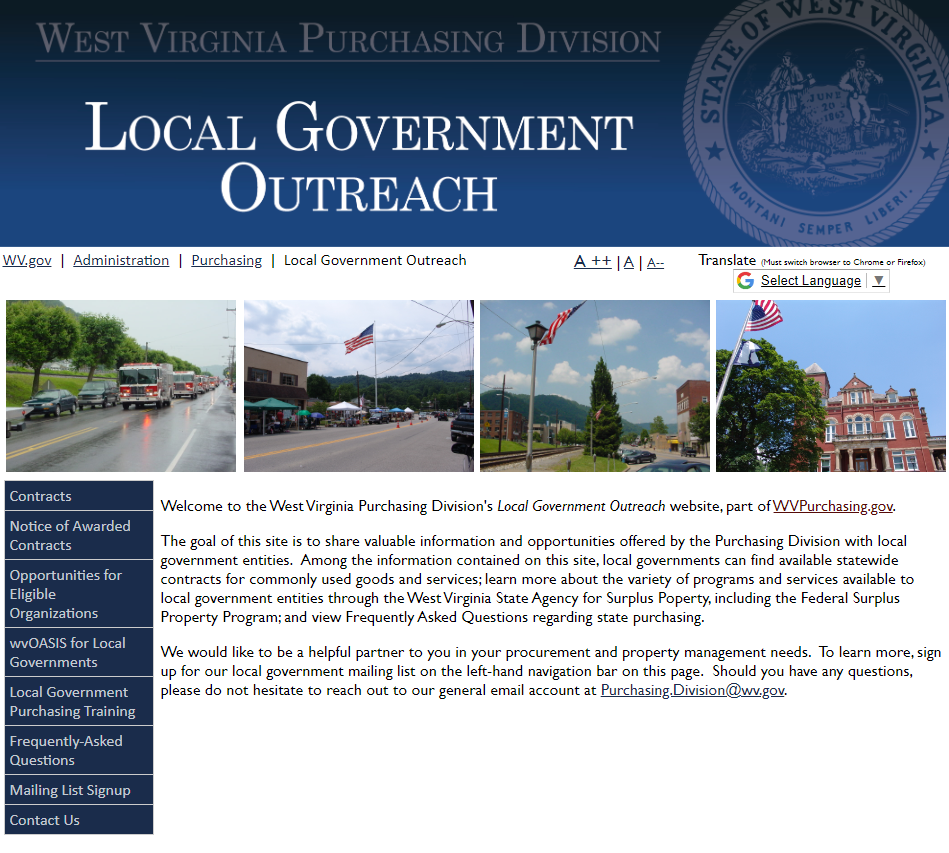 WEST VIRGINIA PURCHASING DIVISION
STATE OF WEST VIRGINIA
JUNE
20
1863
MONTANI SEMPER LIBERI.
LOCAL GOVERNMENT
OUTREACH
WV.gov | Administration | Purchasing | Local Government Outreach A ++ | A | A-- Translate (Must switch browser to Chrome or Firefox)
Select Language ▼
Contracts
Notice of Awarded
Contracts
Opportunities for
Eligible
Organizations
wvOASIS for Local
Governments
Local Government
Purchasing Training
Frequently-Asked
Questions
Mailing List Signup
Contact Us
Welcome to the West Virginia Purchasing Division's Local Government Outreach website, part of WVPurchasing.gov.
The goal of this site is to share valuable information and opportunities offered by the Purchasing Division with local
government entities. Among the information contained on this site, local governments can find available statewide
contracts for commonly used goods and services; learn more about the variety of programs and services available to
local government entities through the West Virginia State Agency for Surplus Poperty, including the Federal Surplus
Property Program; and view Frequently Asked Questions regarding state purchasing.
We would like to be a helpful partner to you in your procurement and property management needs. To learn more, sign
up for our local government mailing list on the left-hand navigation bar on this page. Should you have any questions,
please do not hesitate to reach out to our general email account at Purchasing.Division@wv.gov.